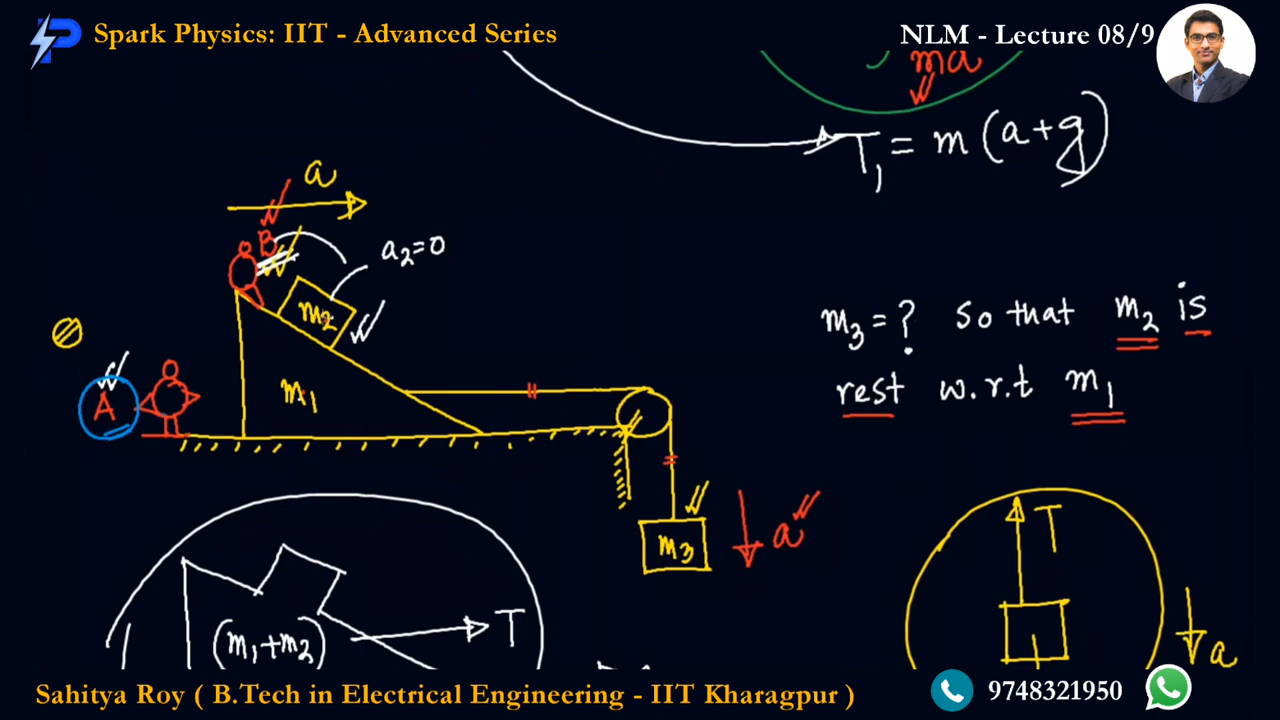 Spark Physics: IIT - Advanced Series
NLM - Lecture 08/9
ma
T₁ = m (a+g)
a
B
a₂=0
m₂
m₃ = ? so that m₂ is
rest w.r.t m₁
A
m₁
m₃
a
T
(m₁+m₂)
T
a
Sahitya Roy ( B.Tech in Electrical Engineering - IIT Kharagpur )
9748321950